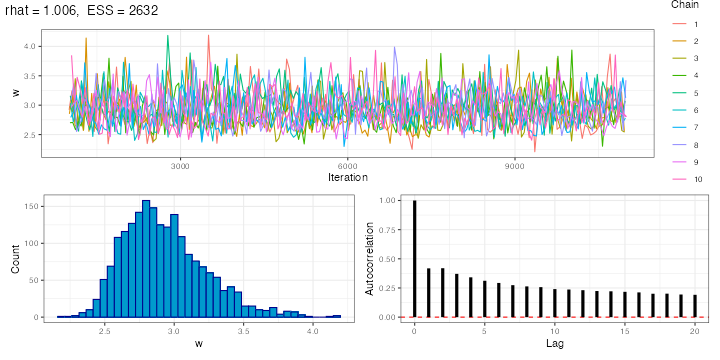 rhat = 1.006, ESS = 2632
Chain
1
2
3
4
5
6
7
8
9
10
w
4.0
3.5
3.0
2.5
3000 6000 9000
Iteration
Count
150
100
50
0
2.5 3.0 3.5 4.0
w
Autocorrelation
1.00
0.75
0.50
0.25
0.00
0 5 10 15 20
Lag